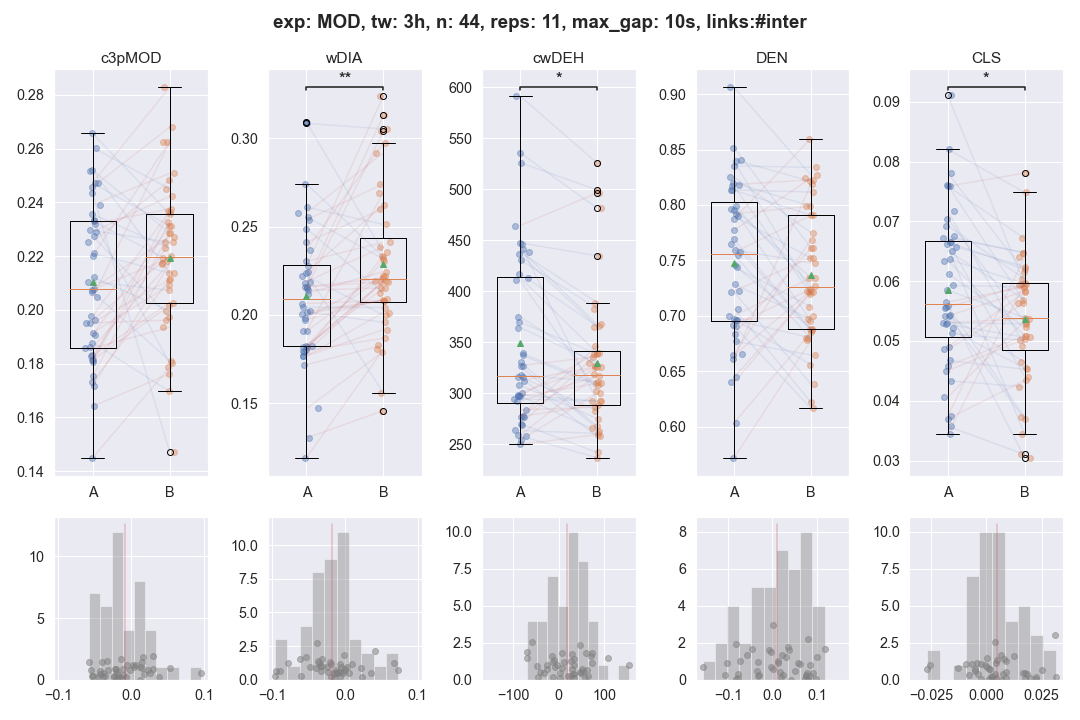 exp: MOD, tw: 3h, n: 44, reps: 11, max_gap: 10s, links:#inter
c3pMOD wDIA cwDEH DEN CLS
** * *
0.28 0.26 0.24 0.22 0.20 0.18 0.16 0.14
0.30 0.25 0.20 0.15
600 550 500 450 400 350 300 250
0.90 0.85 0.80 0.75 0.70 0.65 0.60
0.09 0.08 0.07 0.06 0.05 0.04 0.03
A B A B A B A B A B
10 5 0
10.0 7.5 5.0 2.5 0.0
10.0 7.5 5.0 2.5 0.0
8 6 4 2 0
10.0 7.5 5.0 2.5 0.0
-0.1 0.0 0.1 -0.1 0.0 0.1 -100 0 100 -0.1 0.0 0.1 -0.025 0.000 0.025